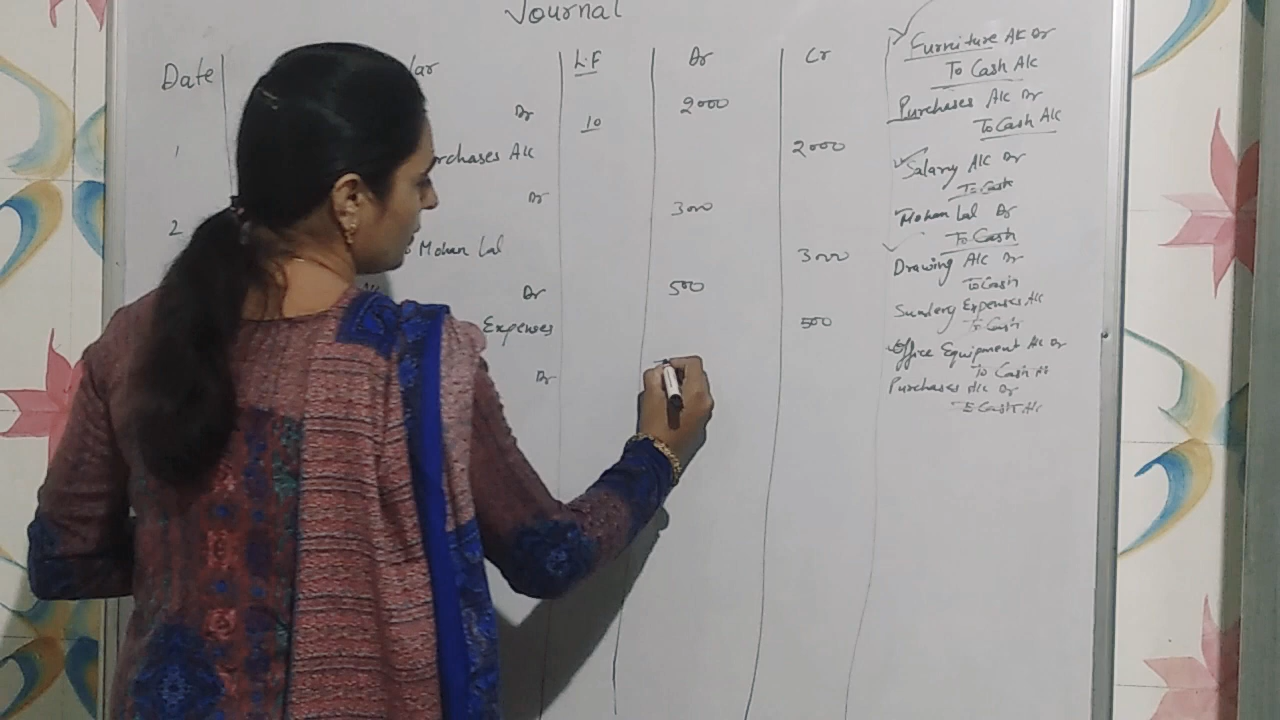 Journal
Date lar L.F Dr Cr
Dr 10 2000
1 rchases A/c 2000
Dr 3000
2 Mohan Lal 3000
Dr 500
Expenses 500
Dr
Furniture A/c Dr
To Cash A/c
Purchases A/c Dr
To Cash A/c
Salary A/c Dr
To Cash
Mohan Lal Dr
To Cash
Drawing A/c Dr
To Cash
Sundery Expenses A/c
To Cash
Office Equipment A/c Dr
To Cash A/c
Purchases A/c Dr
To Cash A/c